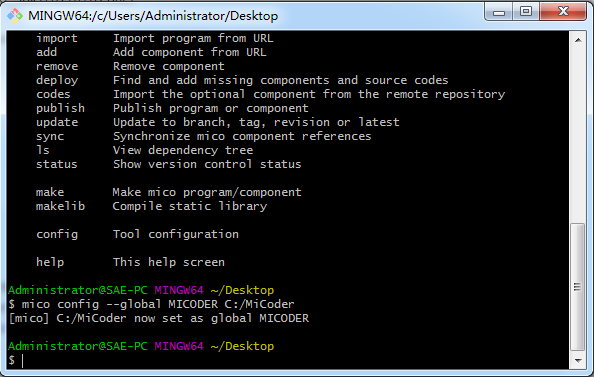 MINGW64:/c/Users/Administrator/Desktop
import      Import program from URL
add         Add component from URL
remove      Remove component
deploy      Find and add missing components and source codes
codes       Import the optional component from the remote repository
publish     Publish program or component
update      Update to branch, tag, revision or latest
sync        Synchronize mico component references
ls          View dependency tree
status      Show version control status
make        Make mico program/component
makelib     Compile static library
config      Tool configuration
help        This help screen
Administrator@SAE-PC MINGW64 ~/Desktop
$ mico config --global MICODER C:/MiCoder
[mico] C:/MiCoder now set as global MICODER
Administrator@SAE-PC MINGW64 ~/Desktop
$